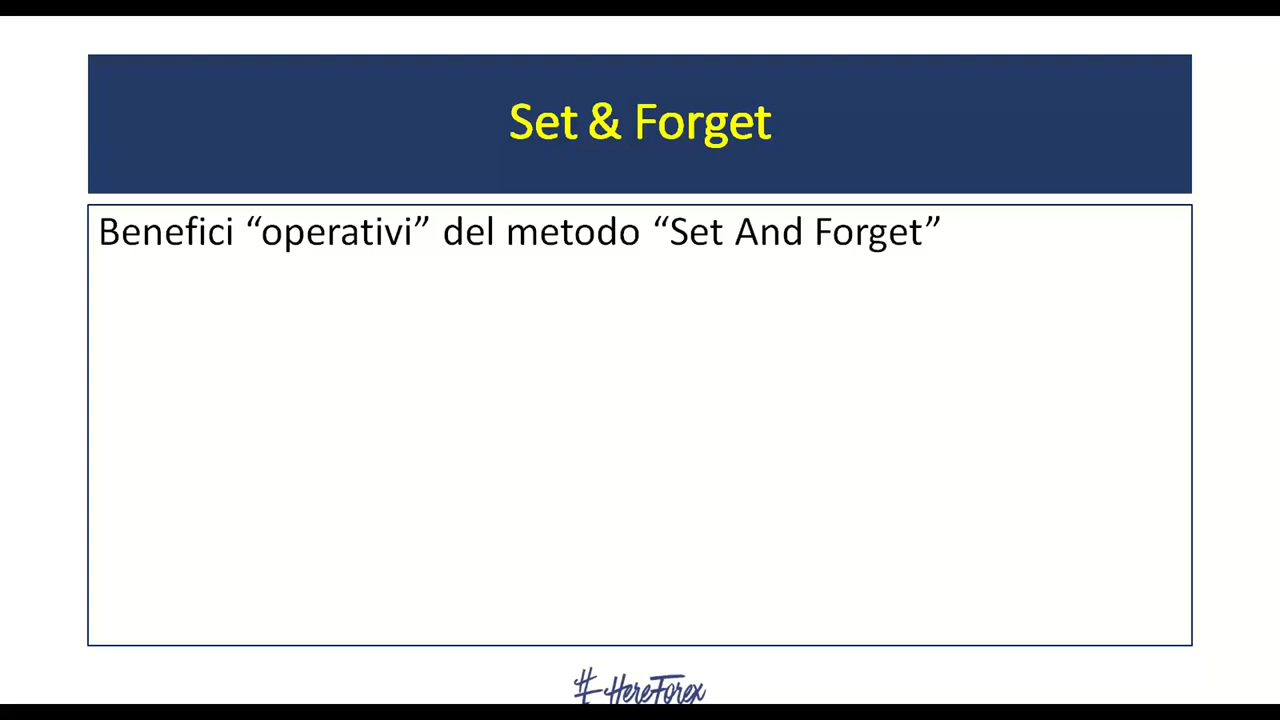 Set & Forget
Benefici “operativi” del metodo “Set And Forget”
#HereForex